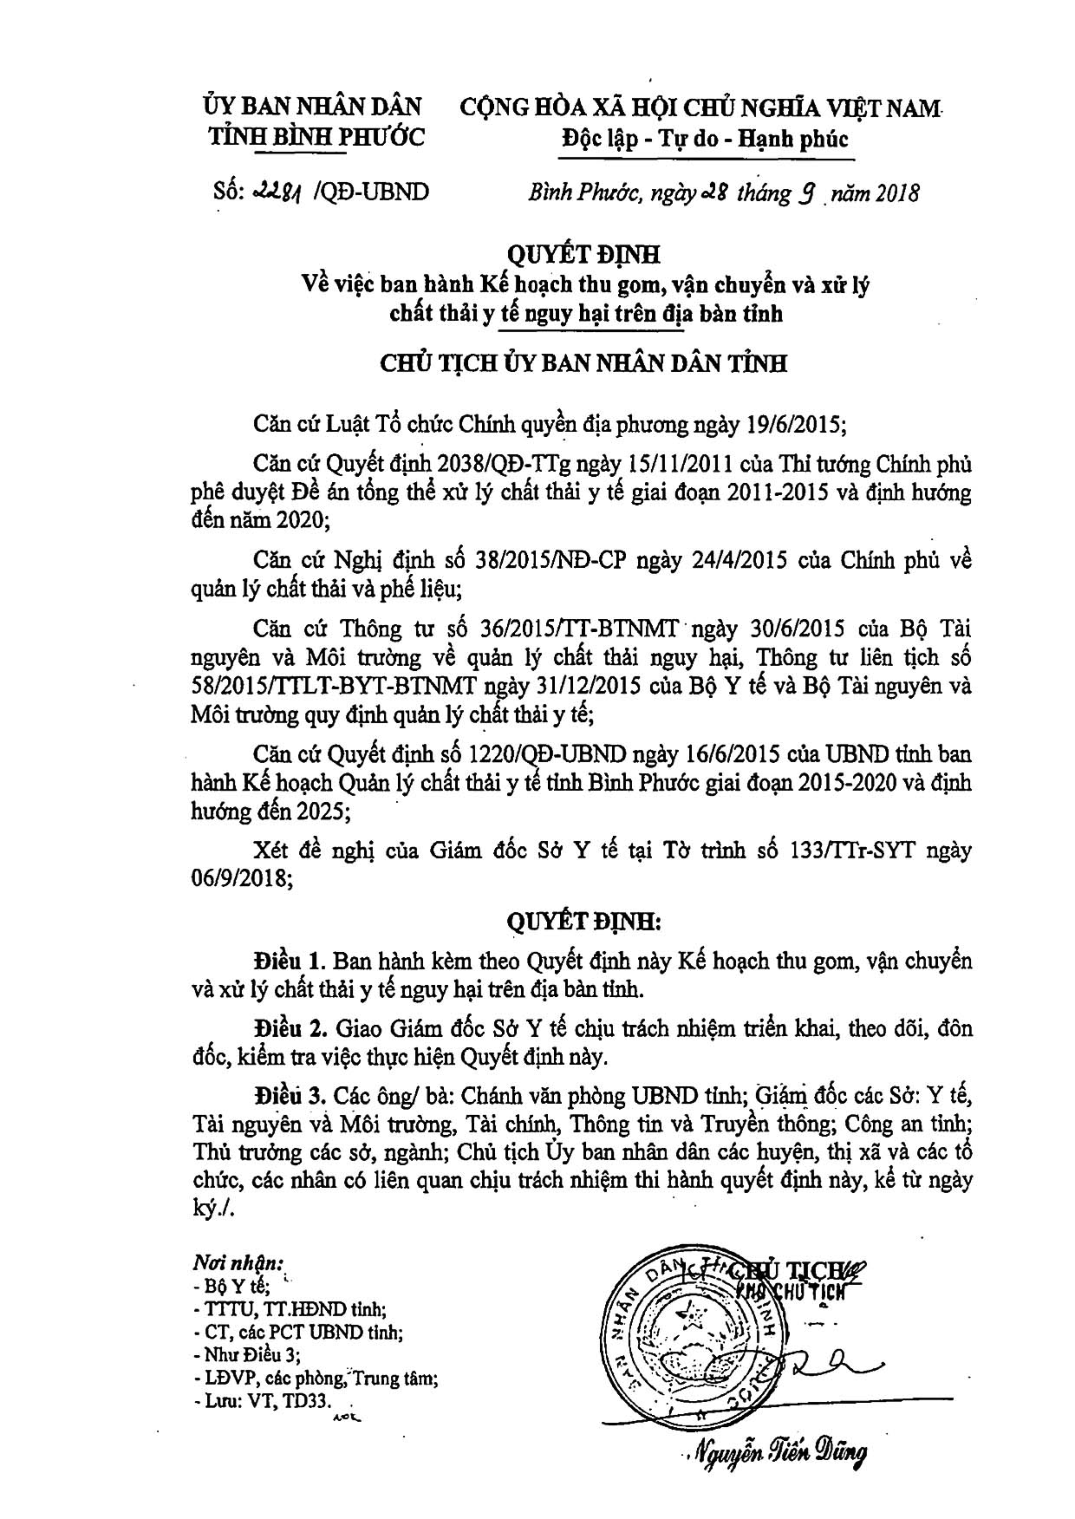 ỦY BAN NHÂN DÂN
TỈNH BÌNH PHƯỚC
CỘNG HÒA XÃ HỘI CHỦ NGHĨA VIỆT NAM
Độc lập - Tự do - Hạnh phúc
Số: 2281 /QĐ-UBND
Bình Phước, ngày 28 tháng 9 năm 2018
QUYẾT ĐỊNH
Về việc ban hành Kế hoạch thu gom, vận chuyển và xử lý
chất thải y tế nguy hại trên địa bàn tỉnh
CHỦ TỊCH ỦY BAN NHÂN DÂN TỈNH
Căn cứ Luật Tổ chức Chính quyền địa phương ngày 19/6/2015;
Căn cứ Quyết định 2038/QĐ-TTg ngày 15/11/2011 của Thỉ tướng Chính phủ
phê duyệt Đề án tổng thể xử lý chất thải y tế giai đoạn 2011-2015 và định hướng
đến năm 2020;
Căn cứ Nghị định số 38/2015/NĐ-CP ngày 24/4/2015 của Chính phủ về
quản lý chất thải và phế liệu;
Căn cứ Thông tư số 36/2015/TT-BTNMT ngày 30/6/2015 của Bộ Tài
nguyên và Môi trường về quản lý chất thải nguy hại, Thông tư liên tịch số
58/2015/TTLT-BYT-BTNMT ngày 31/12/2015 của Bộ Y tế và Bộ Tài nguyên và
Môi trường quy định quản lý chất thải y tế;
Căn cứ Quyết định số 1220/QĐ-UBND ngày 16/6/2015 của UBND tỉnh ban
hành Kế hoạch Quản lý chất thải y tế tỉnh Bình Phước giai đoạn 2015-2020 và định
hướng đến 2025;
Xét đề nghị của Giám đốc Sở Y tế tại Tờ trình số 133/TTr-SYT ngày
06/9/2018;
QUYẾT ĐỊNH:
Điều 1. Ban hành kèm theo Quyết định này Kế hoạch thu gom, vận chuyển
và xử lý chất thải y tế nguy hại trên địa bàn tỉnh.
Điều 2. Giao Giám đốc Sở Y tế chịu trách nhiệm triển khai, theo dõi, đôn
đốc, kiểm tra việc thực hiện Quyết định này.
Điều 3. Các ông/ bà: Chánh văn phòng UBND tỉnh; Giám đốc các Sở: Y tế,
Tài nguyên và Môi trường, Tài chính, Thông tin và Truyền thông; Công an tỉnh;
Thủ trưởng các sở, ngành; Chủ tịch Ủy ban nhân dân các huyện, thị xã và các tổ
chức, các nhân có liên quan chịu trách nhiệm thi hành quyết định này, kể từ ngày
ký./.
Nơi nhận:
- Bộ Y tế;
- TTTU, TT.HĐND tỉnh;
- CT, các PCT UBND tỉnh;
- Như Điều 3;
- LĐVP, các phòng, Trung tâm;
- Lưu: VT, TD33.
KT. CHỦ TỊCH
PHÓ CHỦ TỊCH
BAN NHÂN DÂN TỈNH BÌNH PHƯỚC
Nguyễn Tiến Dũng